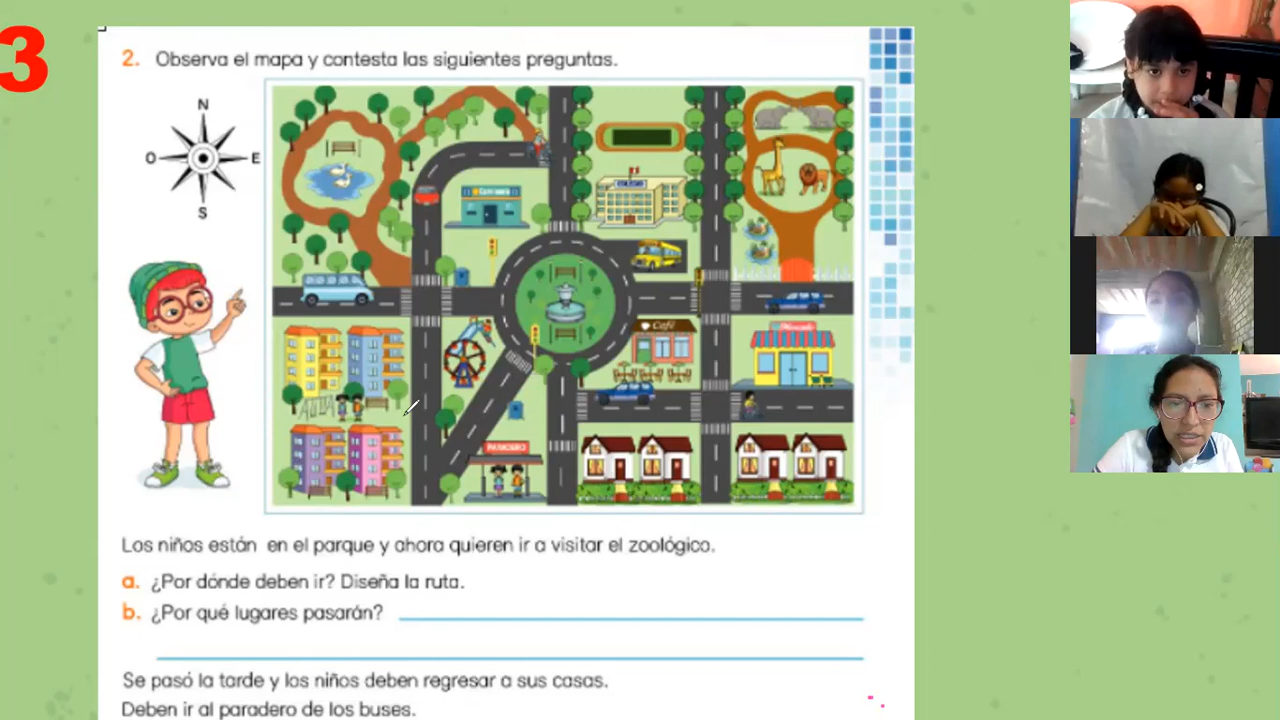 3
2. Observa el mapa y contesta las siguientes preguntas.
N
O E
S
COLEGIO
Café
PARADERO
Los niños están en el parque y ahora quieren ir a visitar el zoológico.
a. ¿Por dónde deben ir? Diseña la ruta.
b. ¿Por qué lugares pasarán?
Se pasó la tarde y los niños deben regresar a sus casas.
Deben ir al paradero de los buses.